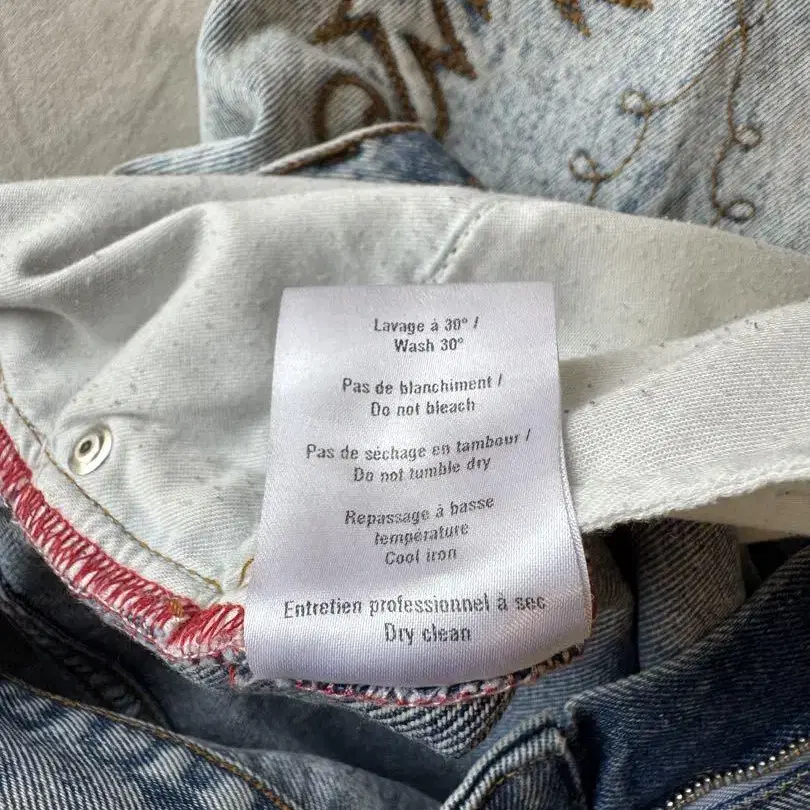 Lavage à 30° /
Wash 30°
Pas de blanchiment /
Do not bleach
Pas de séchage en tambour /
Do not tumble dry
Repassage à basse
température
Cool iron
Entretien professionnel à sec
Dry clean